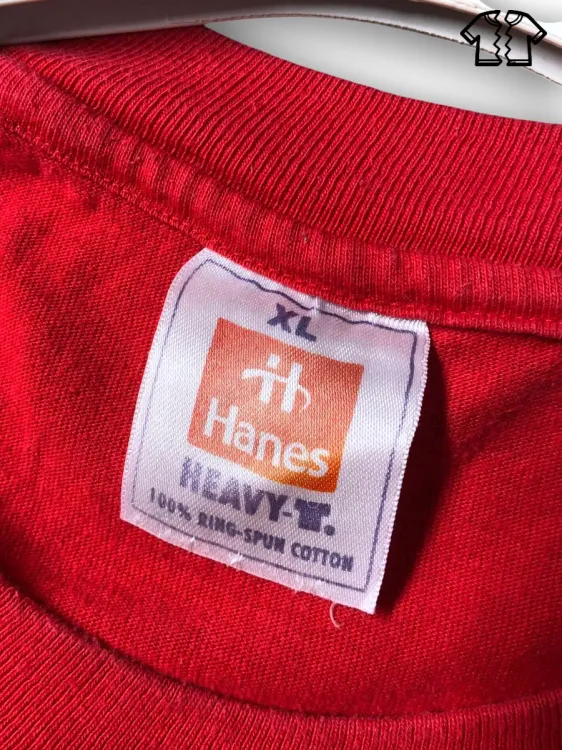 XL
Hanes
HEAVY-T.
100% RING-SPUN COTTON